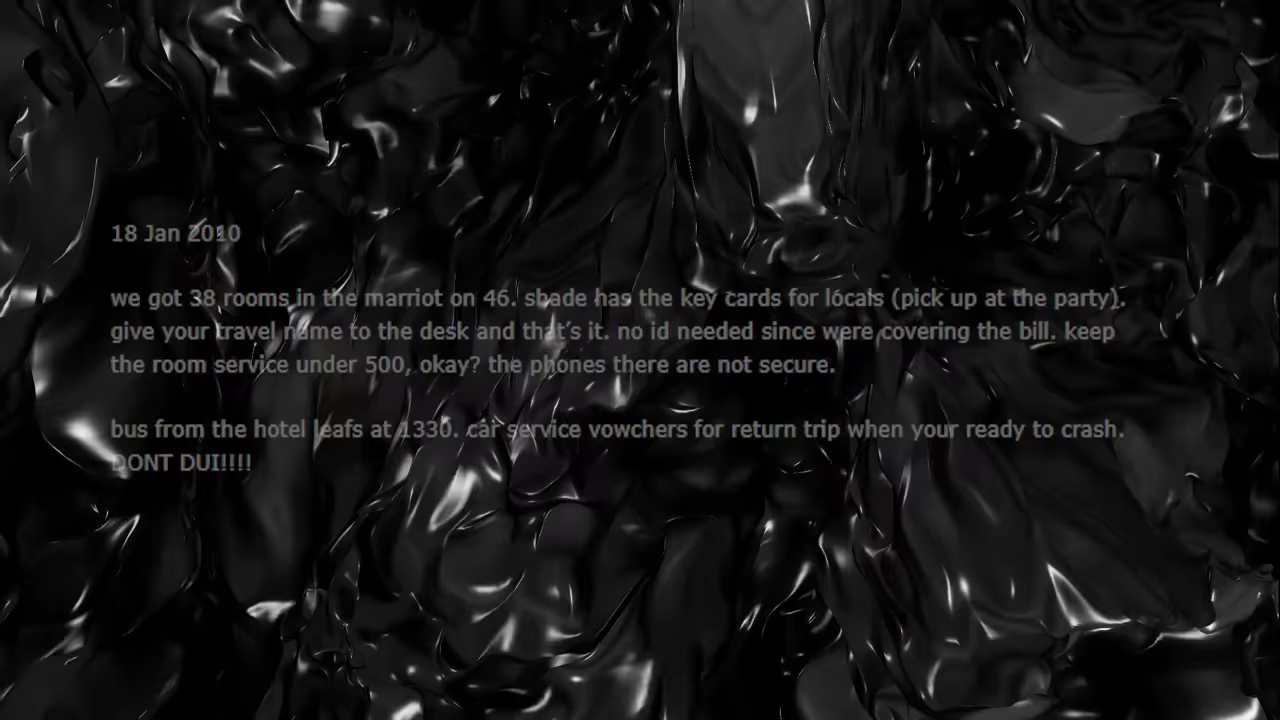 18 Jan 2010
we got 38 rooms in the marriot on 46. shade has the key cards for locals (pick up at the party).
give your travel name to the desk and that’s it. no id needed since were covering the bill. keep
the room service under 500, okay? the phones there are not secure.
bus from the hotel leafs at 1330. car service vowchers for return trip when your ready to crash.
DONT DUI!!!!